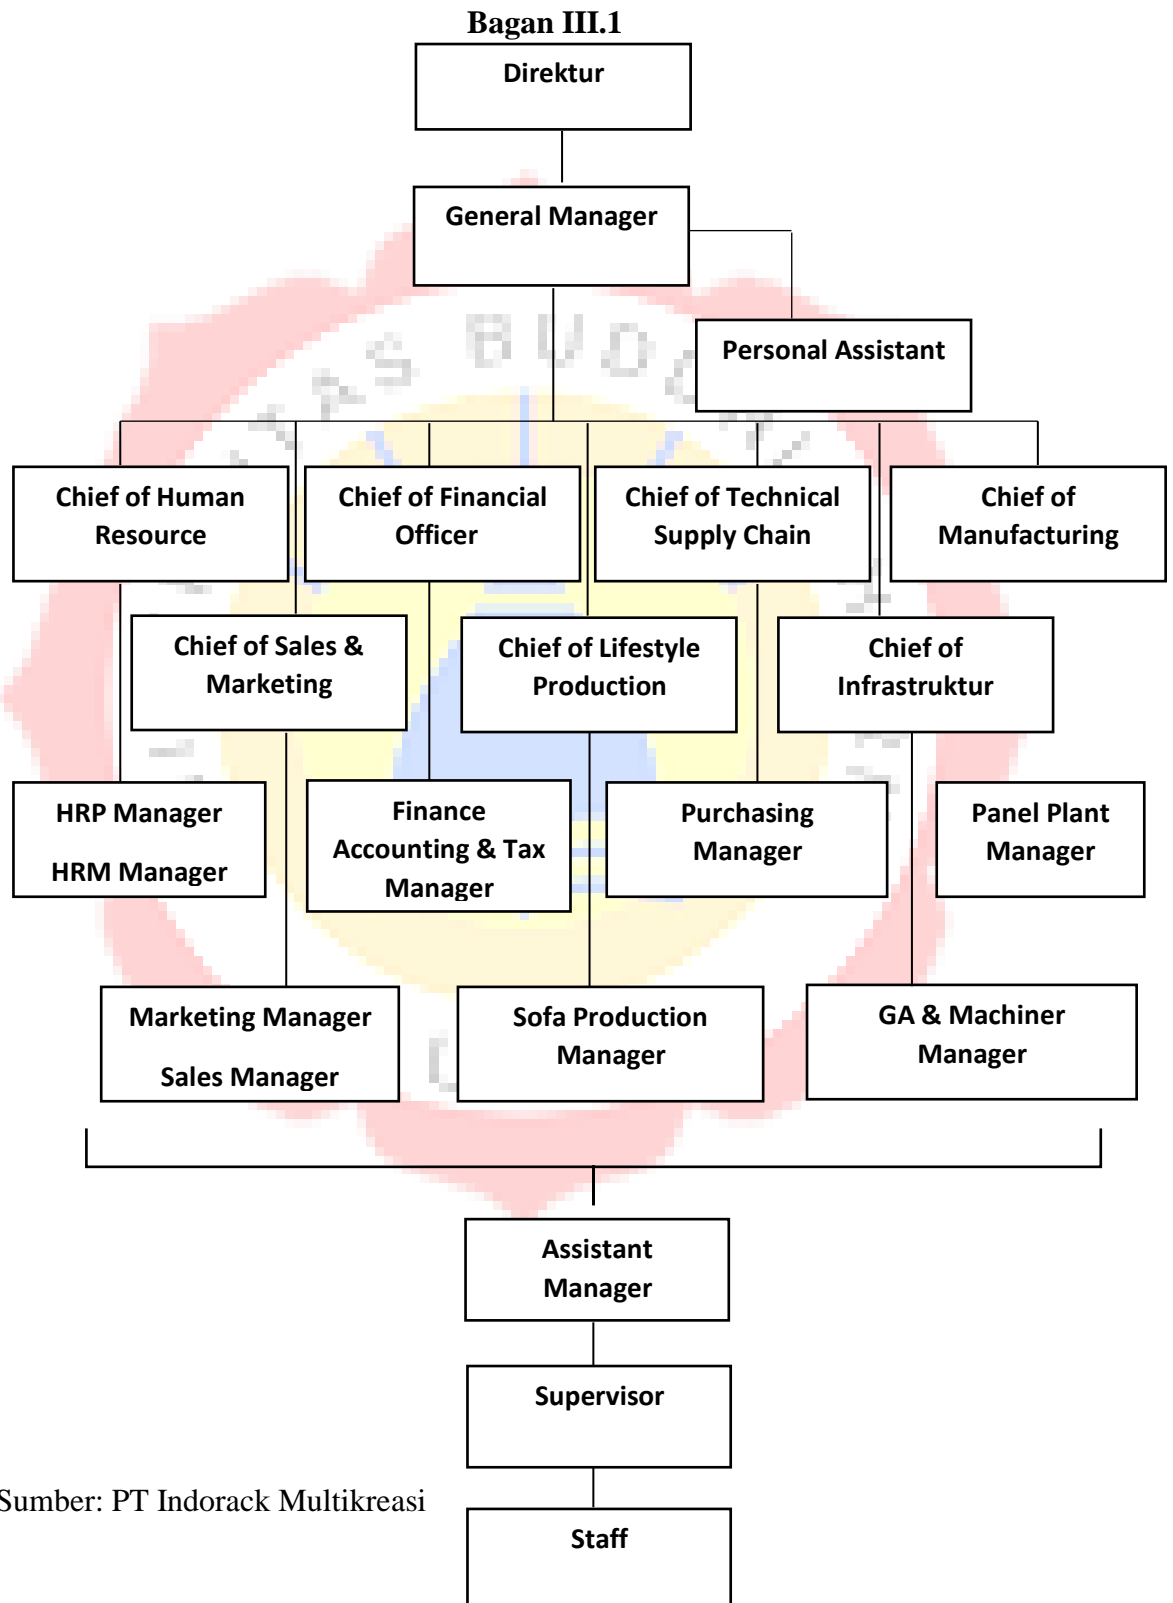 Bagan III.1
Direktur
General Manager
Personal Assistant
Chief of Human
Resource
Chief of Financial
Officer
Chief of Technical
Supply Chain
Chief of
Manufacturing
Chief of Sales &
Marketing
Chief of Lifestyle
Production
Chief of
Infrastruktur
HRP Manager
HRM Manager
Finance
Accounting & Tax
Manager
Purchasing
Manager
Panel Plant
Manager
Marketing Manager
Sales Manager
Sofa Production
Manager
GA & Machiner
Manager
Assistant
Manager
Supervisor
Sumber: PT Indorack Multikreasi
Staff